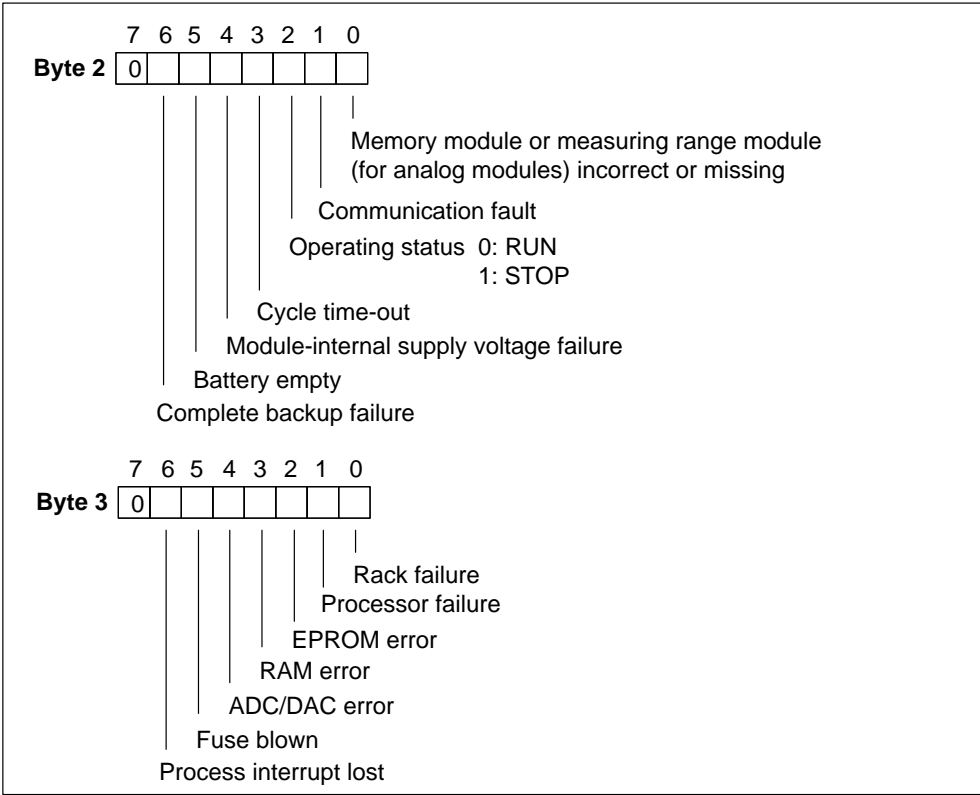 7 6 5 4 3 2 1 0
Byte 2 0
Memory module or measuring range module
(for analog modules) incorrect or missing
Communication fault
Operating status 0: RUN
1: STOP
Cycle time-out
Module-internal supply voltage failure
Battery empty
Complete backup failure
7 6 5 4 3 2 1 0
Byte 3 0
Rack failure
Processor failure
EPROM error
RAM error
ADC/DAC error
Fuse blown
Process interrupt lost